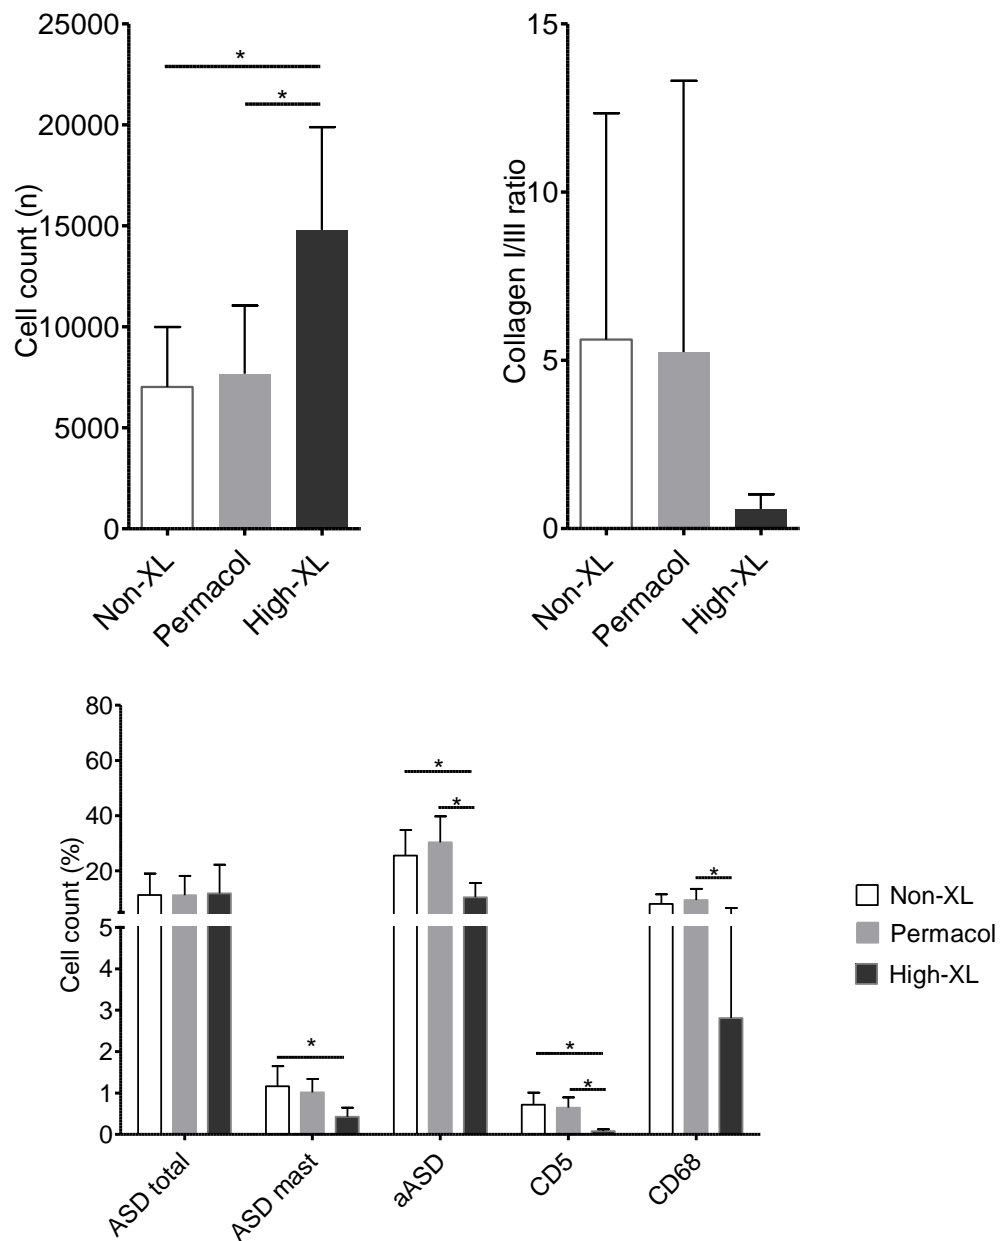 25000
20000
15000
10000
5000
0
Cell count (n)
*
*
Non-XL
Permacol
High-XL
15
10
5
0
Collagen I/III ratio
Non-XL
Permacol
High-XL
80
60
40
20
5
4
3
2
1
0
Cell count (%)
*
*
*
*
*
*
ASD total
ASD mast
aASD
CD5
CD68
Non-XL
Permacol
High-XL